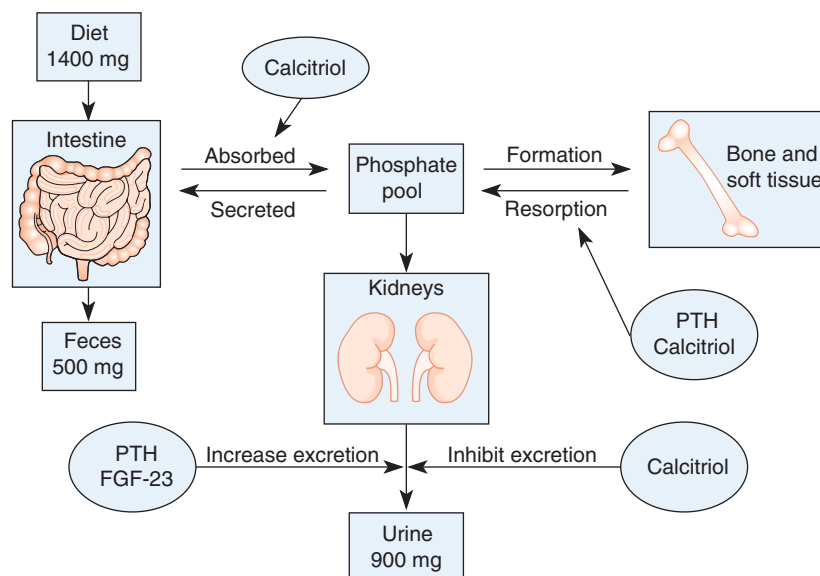 Diet
1400 mg
Calcitriol
Intestine
Absorbed
Secreted
Phosphate
pool
Formation
Resorption
Bone and
soft tissue
Feces
500 mg
Kidneys
PTH
Calcitriol
PTH
FGF-23
Increase excretion
Inhibit excretion
Calcitriol
Urine
900 mg